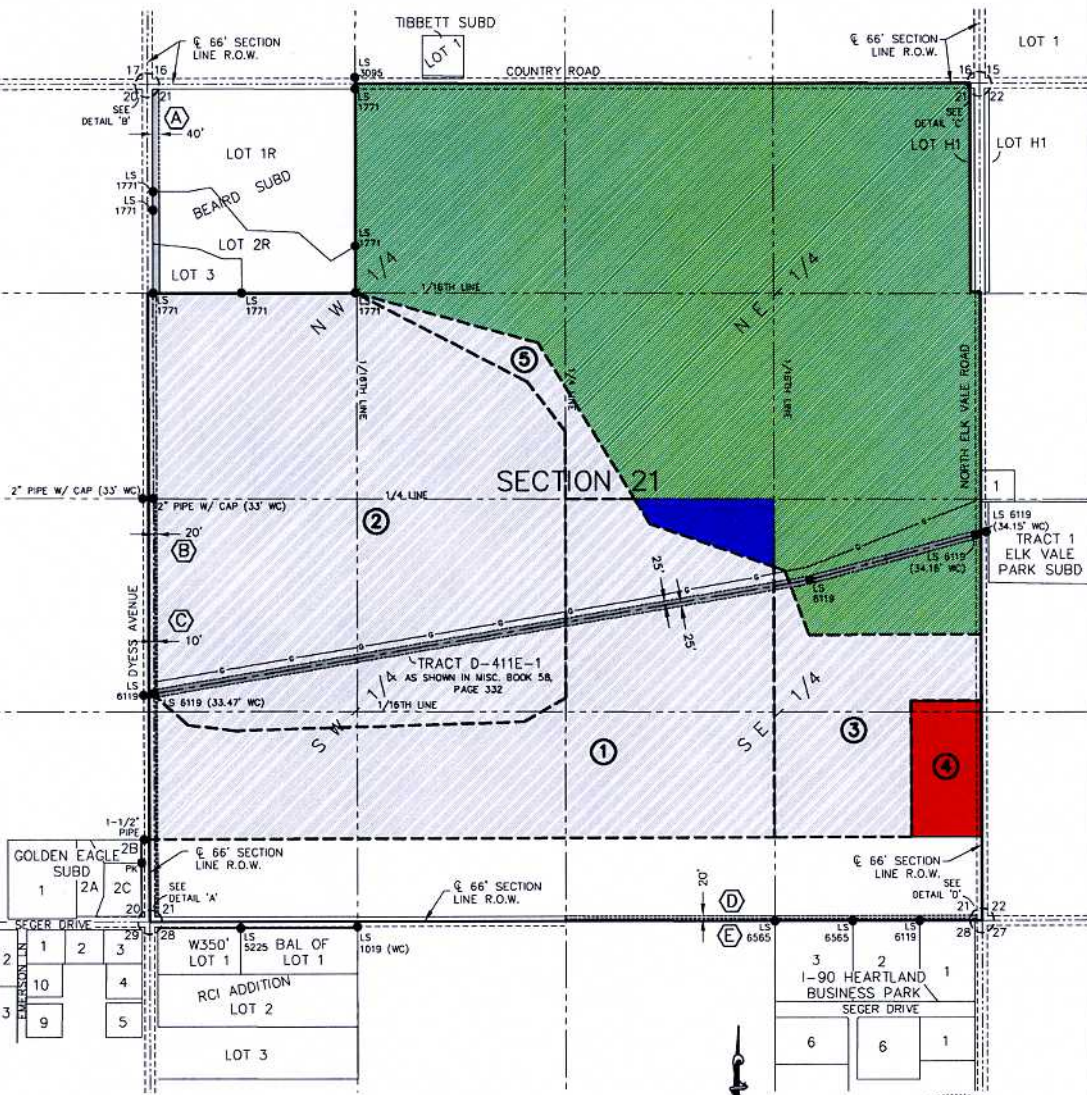 TIBBETT SUBD
LOT 1
℄ 66' SECTION
LINE R.O.W.
LS
3095
COUNTRY ROAD
℄ 66' SECTION
LINE R.O.W.
LOT 1
17 16
20 21
16 15
21 22
LS
1771
SEE
DETAIL 'B'
A
40'
SEE
DETAIL 'C'
LOT H1
LOT H1
LOT 1R
BEAIRD SUBD
LS
1771
LS
1771
LOT 2R
LOT 3
LS
1771
LS
1771
LS
1771
LS
1771
NW 1/4
1/16TH LINE
NE 1/4
5
1/16TH LINE
1/4 LINE
1/16TH LINE
NORTH ELK VALE ROAD
SECTION 21
2" PIPE W/ CAP (33' WC)
2" PIPE W/ CAP (33' WC)
1/4 LINE
2
1
LS 6119
(34.15' WC)
TRACT 1
ELK VALE
PARK SUBD
LS 6119
(34.16' WC)
B
20'
25'
25'
G
G
LS
6119
DYESS AVENUE
C
10'
G
G
G
G
G
G
TRACT D-411E-1
AS SHOWN IN MISC. BOOK 58,
PAGE 332
LS
6119
LS 6119 (33.47' WC)
1/16TH LINE
SW 1/4
SE 1/4
1
3
4
1-1/2"
PIPE
GOLDEN EAGLE
SUBD
2B
PK
1
2A
2C
℄ 66' SECTION
LINE R.O.W.
SEE
DETAIL 'A'
℄ 66' SECTION
LINE R.O.W.
℄ 66' SECTION
LINE R.O.W.
SEE
DETAIL 'D'
20 21
29 28
21 22
28 27
20'
D
E
SEGER DRIVE
W350'
LOT 1
LS
5225
BAL OF
LOT 1
LS
1019 (WC)
LS
6565
LS
6565
LS
6119
2
1
2
3
EMERSON LN
10
4
3
9
5
RCI ADDITION
LOT 2
LOT 3
3
2
1
I-90 HEARTLAND
BUSINESS PARK
SEGER DRIVE
6
6
1